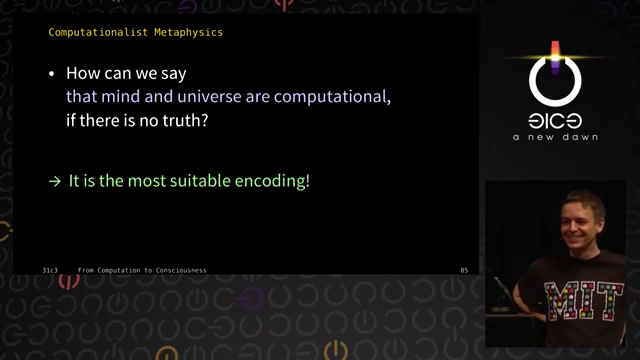 Computationalist Metaphysics
• How can we say
that mind and universe are computational,
if there is no truth?
→ It is the most suitable encoding!
31c3 From Computation to Consciousness 85
a new dawn
MIT